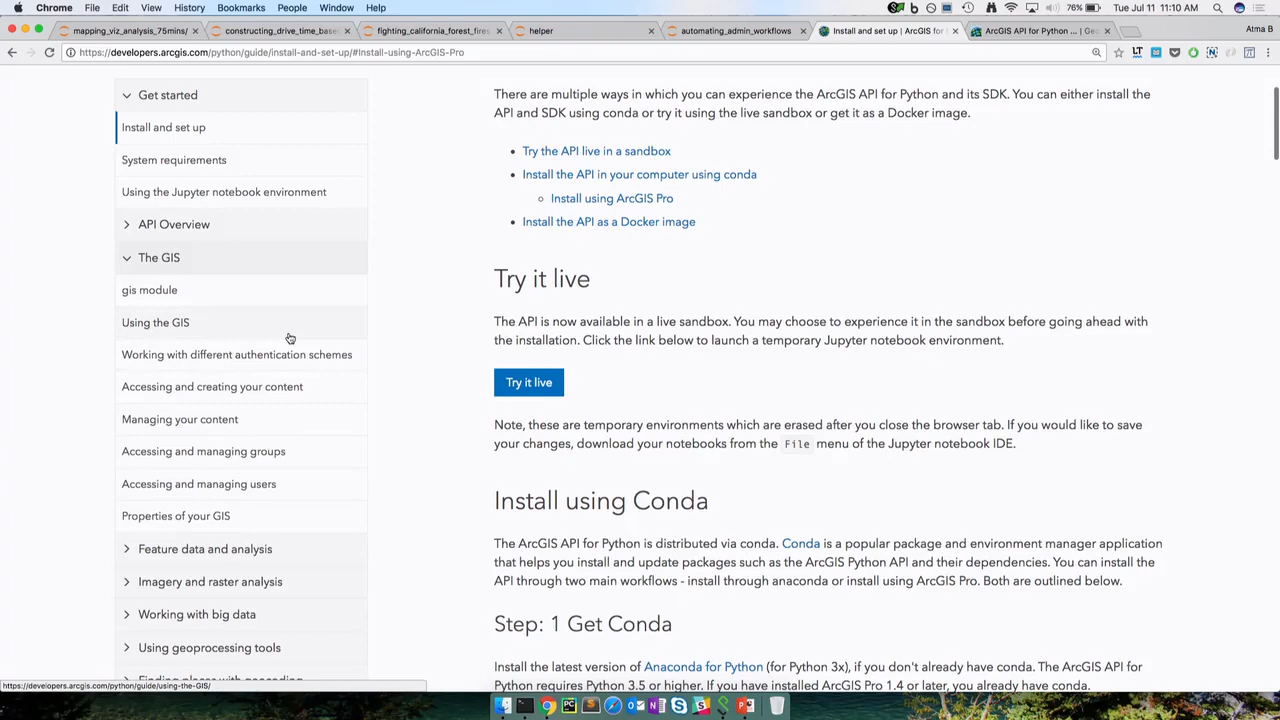 Chrome File Edit View History Bookmarks People Window Help 76% Tue Jul 11 11:10 AM
mapping_viz_analysis_75mins/ constructing_drive_time_base fighting_california_forest_fires helper automating_admin_workflows Install and set up | ArcGIS for ArcGIS API for Python ... | Geo Atma B
https://developers.arcgis.com/python/guide/install-and-set-up/#Install-using-ArcGIS-Pro
Get started
Install and set up
System requirements
Using the Jupyter notebook environment
API Overview
The GIS
gis module
Using the GIS
Working with different authentication schemes
Accessing and creating your content
Managing your content
Accessing and managing groups
Accessing and managing users
Properties of your GIS
Feature data and analysis
Imagery and raster analysis
Working with big data
Using geoprocessing tools
Finding places with geocoding
There are multiple ways in which you can experience the ArcGIS API for Python and its SDK. You can either install the
API and SDK using conda or try it using the live sandbox or get it as a Docker image.
Try the API live in a sandbox
Install the API in your computer using conda
Install using ArcGIS Pro
Install the API as a Docker image
Try it live
The API is now available in a live sandbox. You may choose to experience it in the sandbox before going ahead with
the installation. Click the link below to launch a temporary Jupyter notebook environment.
Try it live
Note, these are temporary environments which are erased after you close the browser tab. If you would like to save
your changes, download your notebooks from the File menu of the Jupyter notebook IDE.
Install using Conda
The ArcGIS API for Python is distributed via conda. Conda is a popular package and environment manager application
that helps you install and update packages such as the ArcGIS Python API and their dependencies. You can install the
API through two main workflows - install through anaconda or install using ArcGIS Pro. Both are outlined below.
Step: 1 Get Conda
Install the latest version of Anaconda for Python (for Python 3x), if you don't already have conda. The ArcGIS API for
Python requires Python 3.5 or higher. If you have installed ArcGIS Pro 1.4 or later, you already have conda.
https://developers.arcgis.com/python/guide/using-the-GIS/